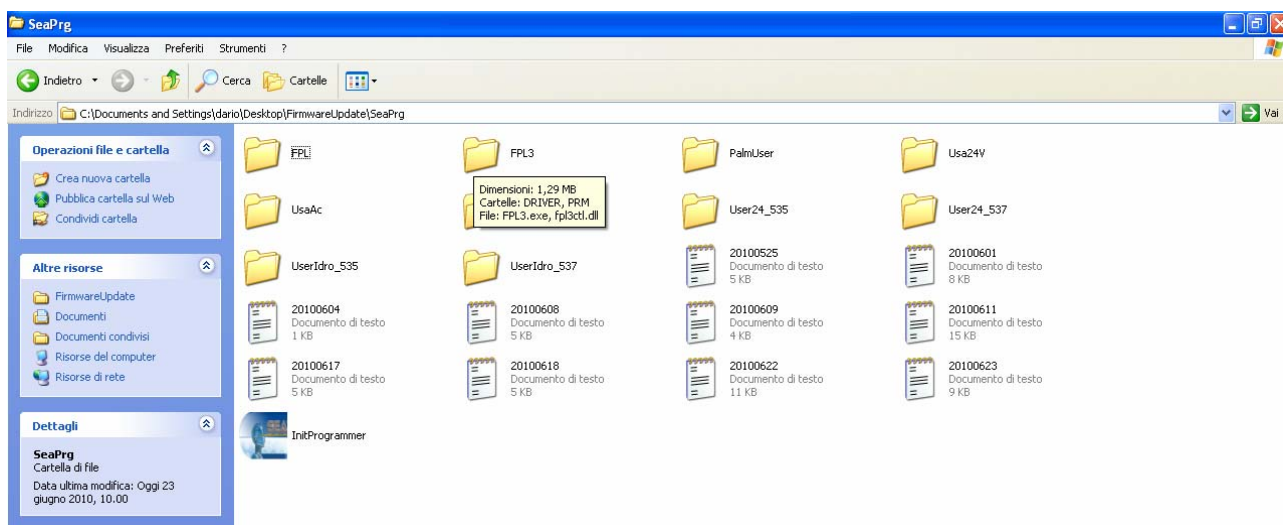 SeaPrg
File Modifica Visualizza Preferiti Strumenti ?
Indietro Cerca Cartelle
Indirizzo C:\Documents and Settings\dario\Desktop\FirmwareUpdate\SeaPrg Vai
Operazioni file e cartella
Crea nuova cartella
Pubblica cartella sul Web
Condividi cartella
Altre risorse
FirmwareUpdate
Documenti
Documenti condivisi
Risorse del computer
Risorse di rete
Dettagli
SeaPrg
Cartella di file
Data ultima modifica: Oggi 23
giugno 2010, 10.00
FPL FPL3 PalmUser Usa24V
Dimensioni: 1,29 MB
Cartelle: DRIVER, PRM
File: FPL3.exe, fpl3ctl.dll
UsaAc User24_535 User24_537
UserIdro_535 UserIdro_537
20100525
Documento di testo
5 KB
20100601
Documento di testo
8 KB
20100604
Documento di testo
1 KB
20100608
Documento di testo
5 KB
20100609
Documento di testo
4 KB
20100611
Documento di testo
15 KB
20100617
Documento di testo
5 KB
20100618
Documento di testo
5 KB
20100622
Documento di testo
11 KB
20100623
Documento di testo
9 KB
InitProgrammer